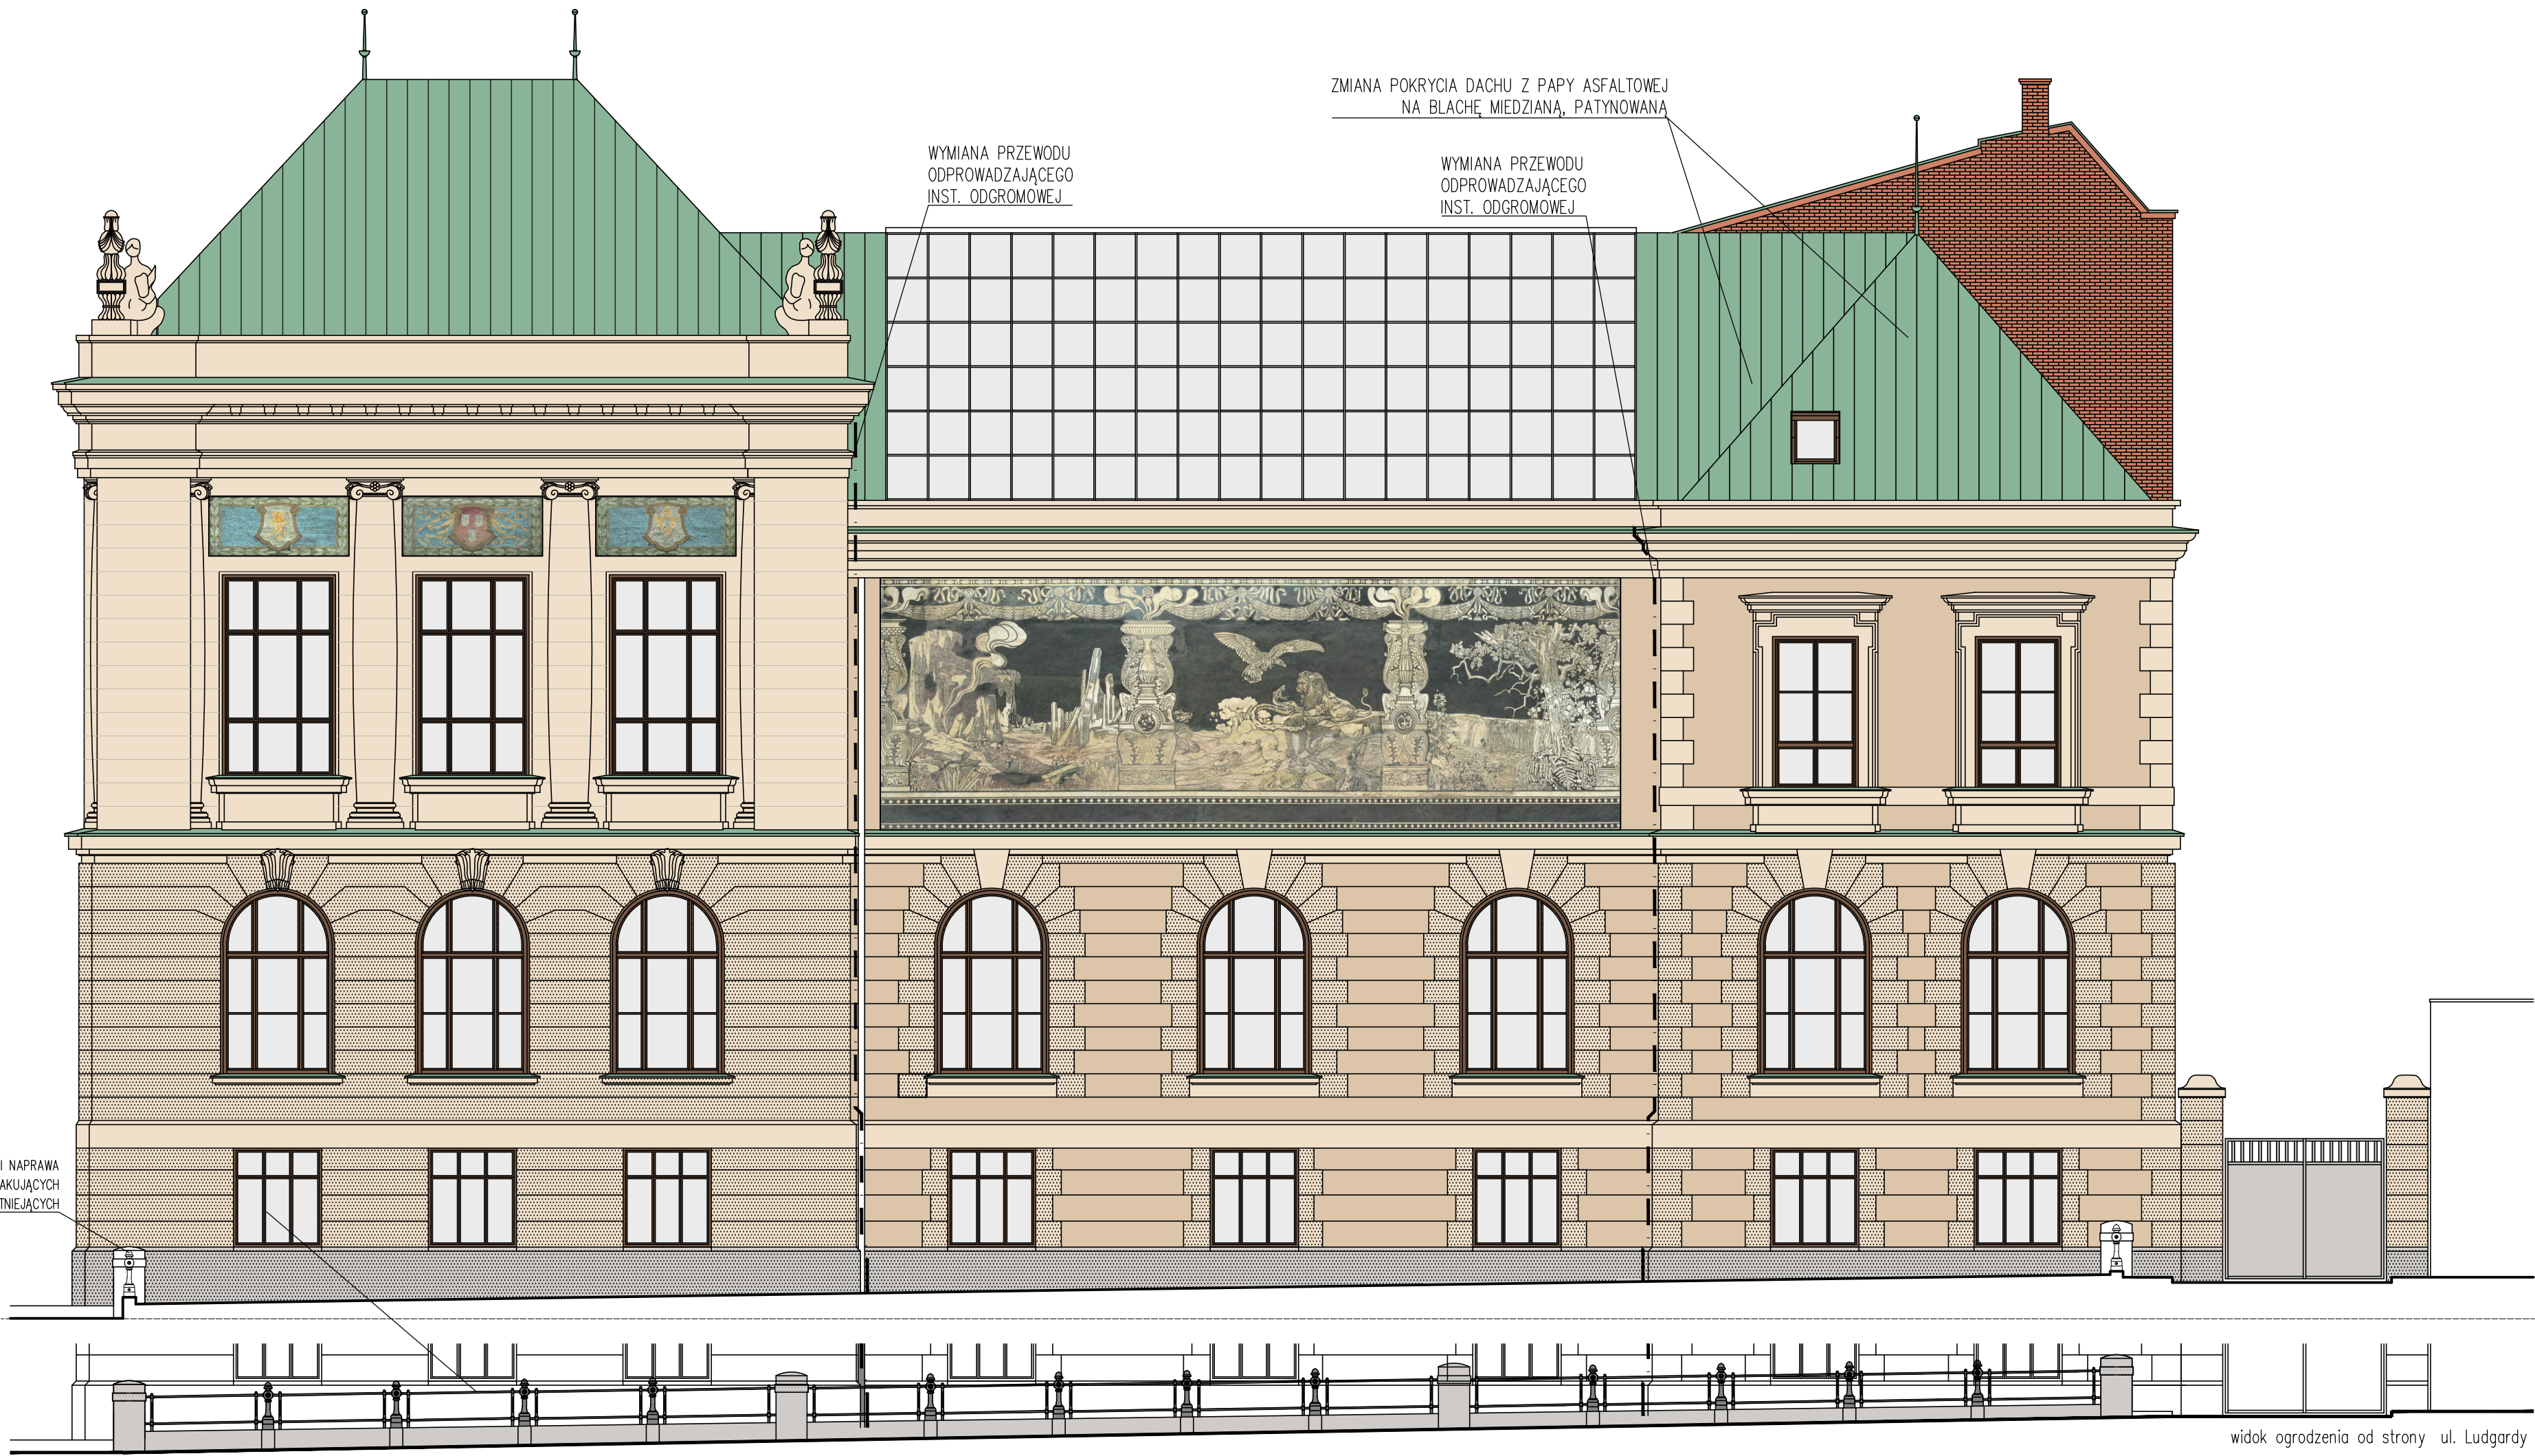 ZMIANA POKRYCIA DACHU Z PAPY ASFALTOWEJ
NA BLACHĘ MIEDZIANĄ, PATYNOWANĄ
WYMIANA PRZEWODU
ODPROWADZAJĄCEGO
INST. ODGROMOWEJ
WYMIANA PRZEWODU
ODPROWADZAJĄCEGO
INST. ODGROMOWEJ
I NAPRAWA
AKUJĄCYCH
TNIEJĄCYCH
widok ogrodzenia od strony ul. Ludgardy